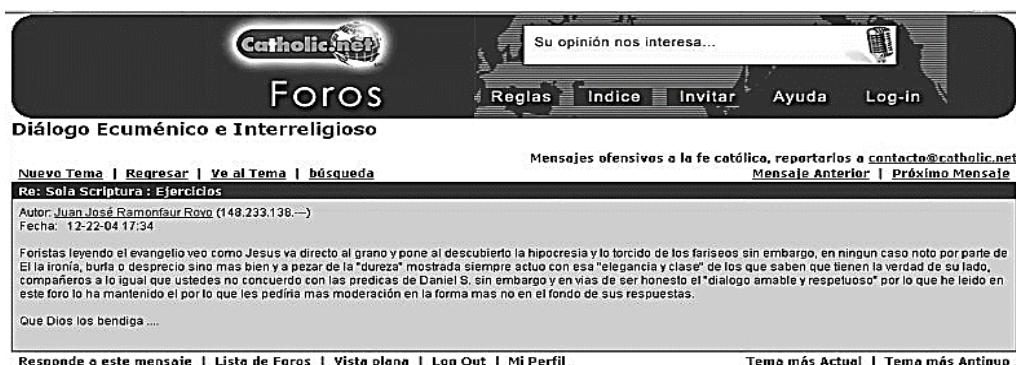 Catholic.net
Su opinión nos interesa...
Foros
Reglas Indice Invitar Ayuda Log-in
Diálogo Ecuménico e Interreligioso
Mensajes ofensivos a la fe católica, reportarlos a contacto@catholic.net
Nuevo Tema | Regresar | Ve al Tema | búsqueda Mensaje Anterior | Próximo Mensaje
Re: Sola Scriptura : Ejercicios
Autor: Juan José Ramonfaur Royo (148.233.138.---)
Fecha: 12-22-04 17:34
Foristas leyendo el evangelio veo como Jesus va directo al grano y pone al descubierto la hipocresia y lo torcido de los fariseos sin embargo, en ningun caso noto por parte de
El la ironía, burla o desprecio sino mas bien y a pezar de la "dureza" mostrada siempre actuo con esa "elegancia y clase" de los que saben que tienen la verdad de su lado,
compañeros a lo igual que ustedes no concuerdo con las predicas de Daniel S. sin embargo y en vias de ser honesto el "dialogo amable y respetuoso" por lo que he leido en
este foro lo ha mantenido el por lo que les pediria mas moderación en la forma mas no en el fondo de sus respuestas.
Que Dios los bendiga ....
Responde a este mensaje | Lista de Foros | Vista plana | Log Out | Mi Perfil Tema más Actual | Tema más Antiguo